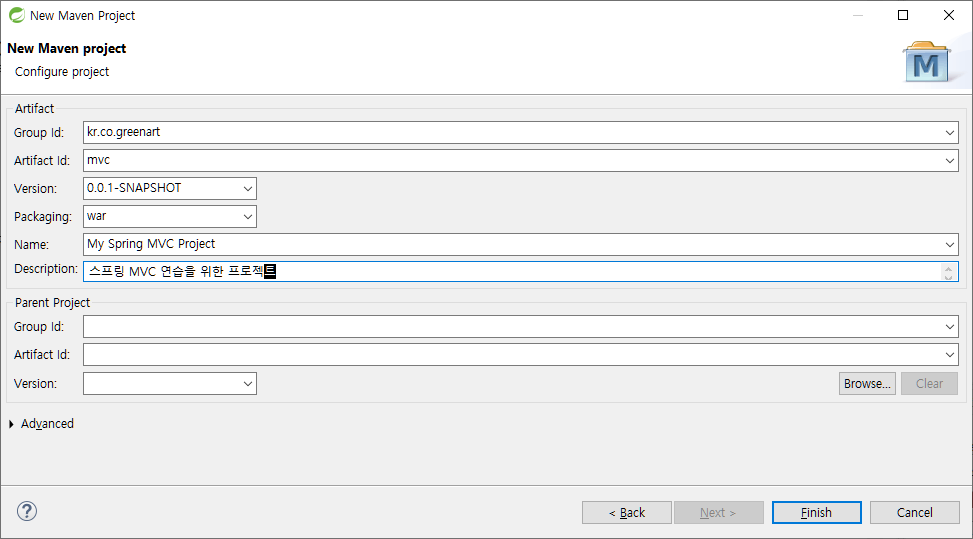 New Maven Project
New Maven project
Configure project
M
Artifact
Group Id: kr.co.greenart
Artifact Id: mvc
Version: 0.0.1-SNAPSHOT
Packaging: war
Name: My Spring MVC Project
Description: 스프링 MVC 연습을 위한 프로젝트
Parent Project
Group Id:
Artifact Id:
Version: Browse... Clear
Advanced
? < Back Next > Finish Cancel